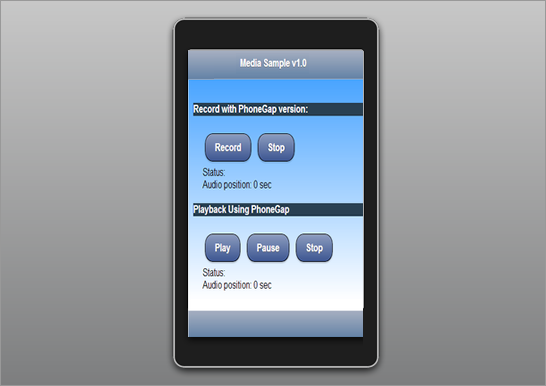 Media Sample v1.0
Record with PhoneGap version:
Record Stop
Status:
Audio position: 0 sec
Playback Using PhoneGap
Play Pause Stop
Status:
Audio position: 0 sec